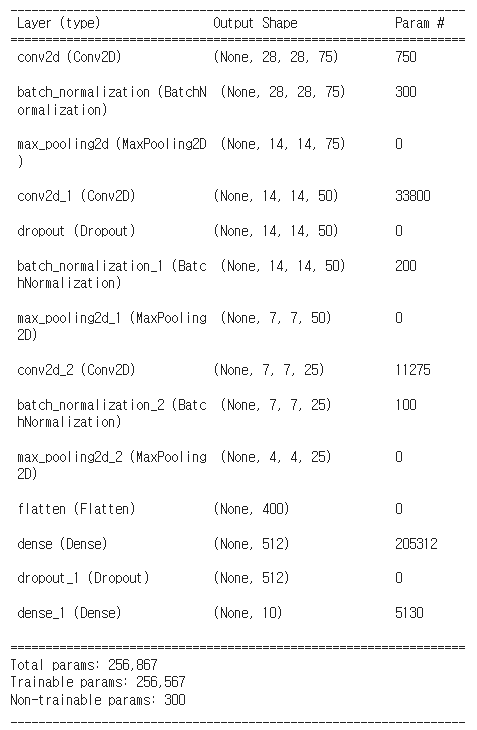 Layer (type) Output Shape Param #
conv2d (Conv2D) (None, 28, 28, 75) 750
batch_normalization (BatchN (None, 28, 28, 75) 300
ormalization)
max_pooling2d (MaxPooling2D (None, 14, 14, 75) 0
)
conv2d_1 (Conv2D) (None, 14, 14, 50) 33800
dropout (Dropout) (None, 14, 14, 50) 0
batch_normalization_1 (Batc (None, 14, 14, 50) 200
hNormalization)
max_pooling2d_1 (MaxPooling (None, 7, 7, 50) 0
2D)
conv2d_2 (Conv2D) (None, 7, 7, 25) 11275
batch_normalization_2 (Batc (None, 7, 7, 25) 100
hNormalization)
max_pooling2d_2 (MaxPooling (None, 4, 4, 25) 0
2D)
flatten (Flatten) (None, 400) 0
dense (Dense) (None, 512) 205312
dropout_1 (Dropout) (None, 512) 0
dense_1 (Dense) (None, 10) 5130
Total params: 256,867
Trainable params: 256,567
Non-trainable params: 300